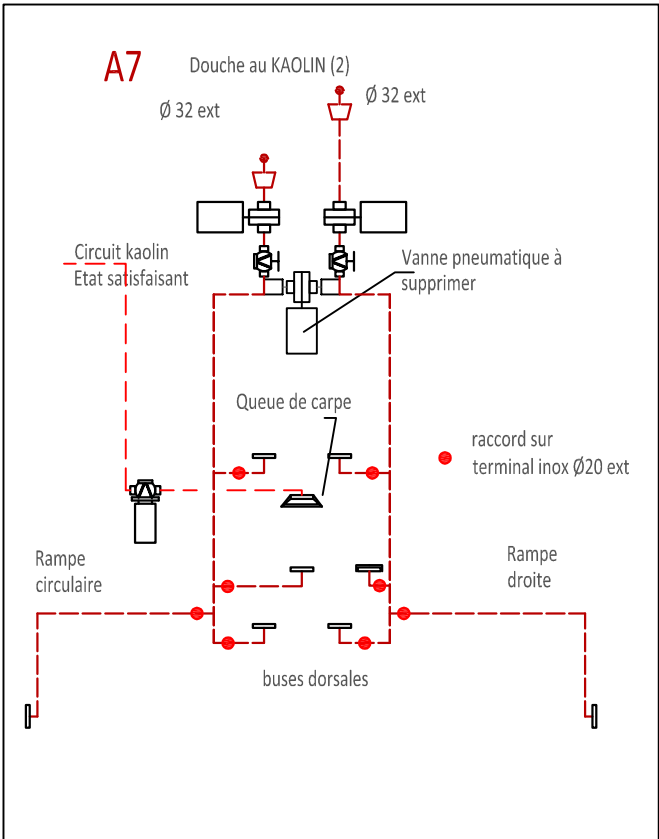 A7
Douche au KAOLIN (2)
Ø 32 ext
Ø 32 ext
Circuit kaolin
Etat satisfaisant
Vanne pneumatique à
supprimer
Queue de carpe
raccord sur
terminal inox Ø20 ext
Rampe
circulaire
Rampe
droite
buses dorsales